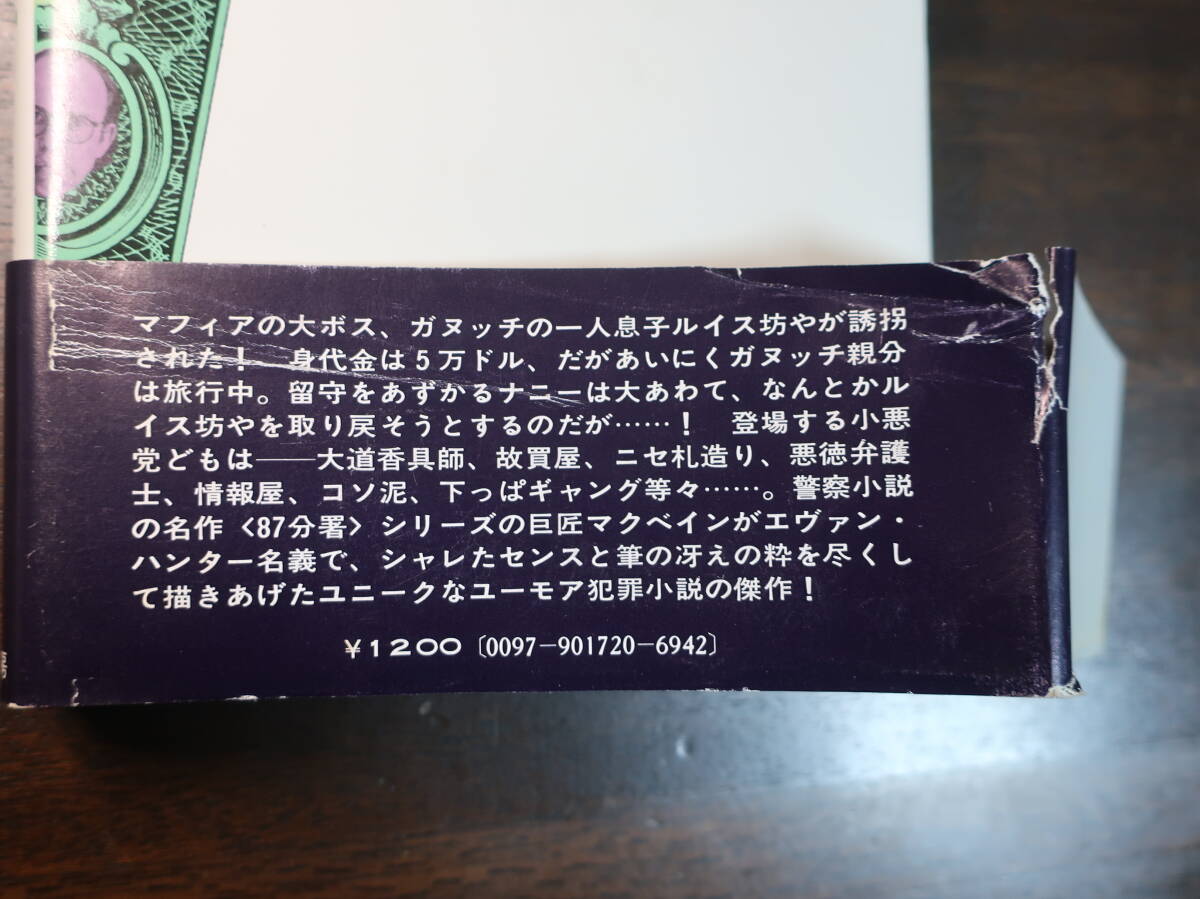 マフィアの大ボス、ガヌッチの一人息子ルイス坊やが誘拐
された！　身代金は５万ドル、だがあいにくガヌッチ親分
は旅行中。留守をあずかるナニーは大あわて、なんとかル
イス坊やを取り戻そうとするのだが……！　登場する小悪
党どもは──大道香具師、故買屋、ニセ札造り、悪徳弁護
士、情報屋、コソ泥、下っぱギャング等々……。警察小説
の名作〈87分署〉シリーズの巨匠マクベインがエヴァン・
ハンター名義で、シャレたセンスと筆の冴えの粋を尽くし
て描きあげたユニークなユーモア犯罪小説の傑作！
￥1200〔0097−901720−6942〕